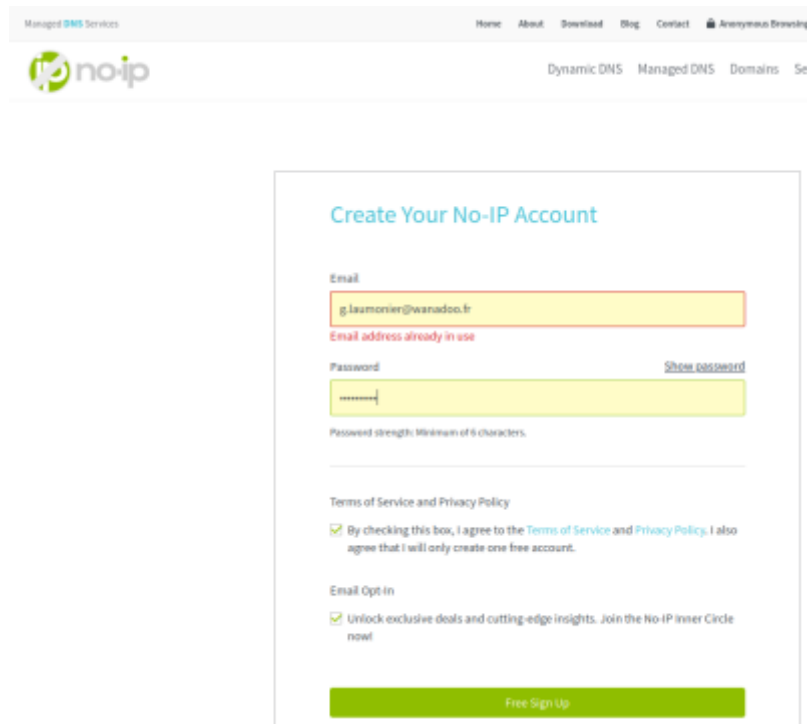 Managed DNS Services
Home About Download Blog Contact Anonymous Browsing
no-ip
Dynamic DNS Managed DNS Domains Se
Create Your No-IP Account
Email
g.laumonier@wanadoo.fr
Email address already in use
Password Show password
Password strength: Minimum of 6 characters.
Terms of Service and Privacy Policy
By checking this box, I agree to the Terms of Service and Privacy Policy. I also
agree that I will only create one free account.
Email Opt-In
Unlock exclusive deals and cutting-edge insights. Join the No-IP Inner Circle
now!
Free Sign Up